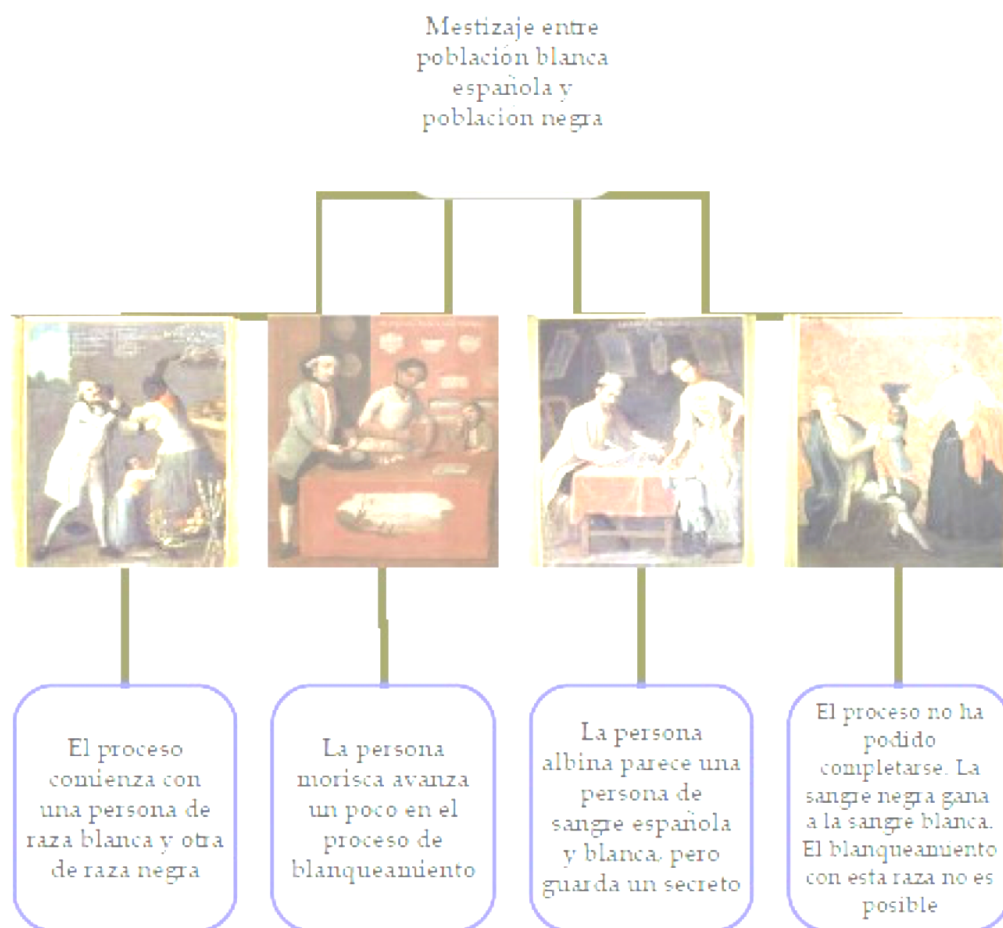 Mestizaje entre
población blanca
española y
población negra
El proceso
comienza con
una persona de
raza blanca y otra
de raza negra
La persona
morisca avanza
un poco en el
proceso de
blanqueamiento
La persona
albina parece una
persona de
sangre española
y blanca, pero
guarda un secreto
El proceso no ha
podido
completarse. La
sangre negra gana
a la sangre blanca.
El blanqueamiento
con esta raza no es
posible